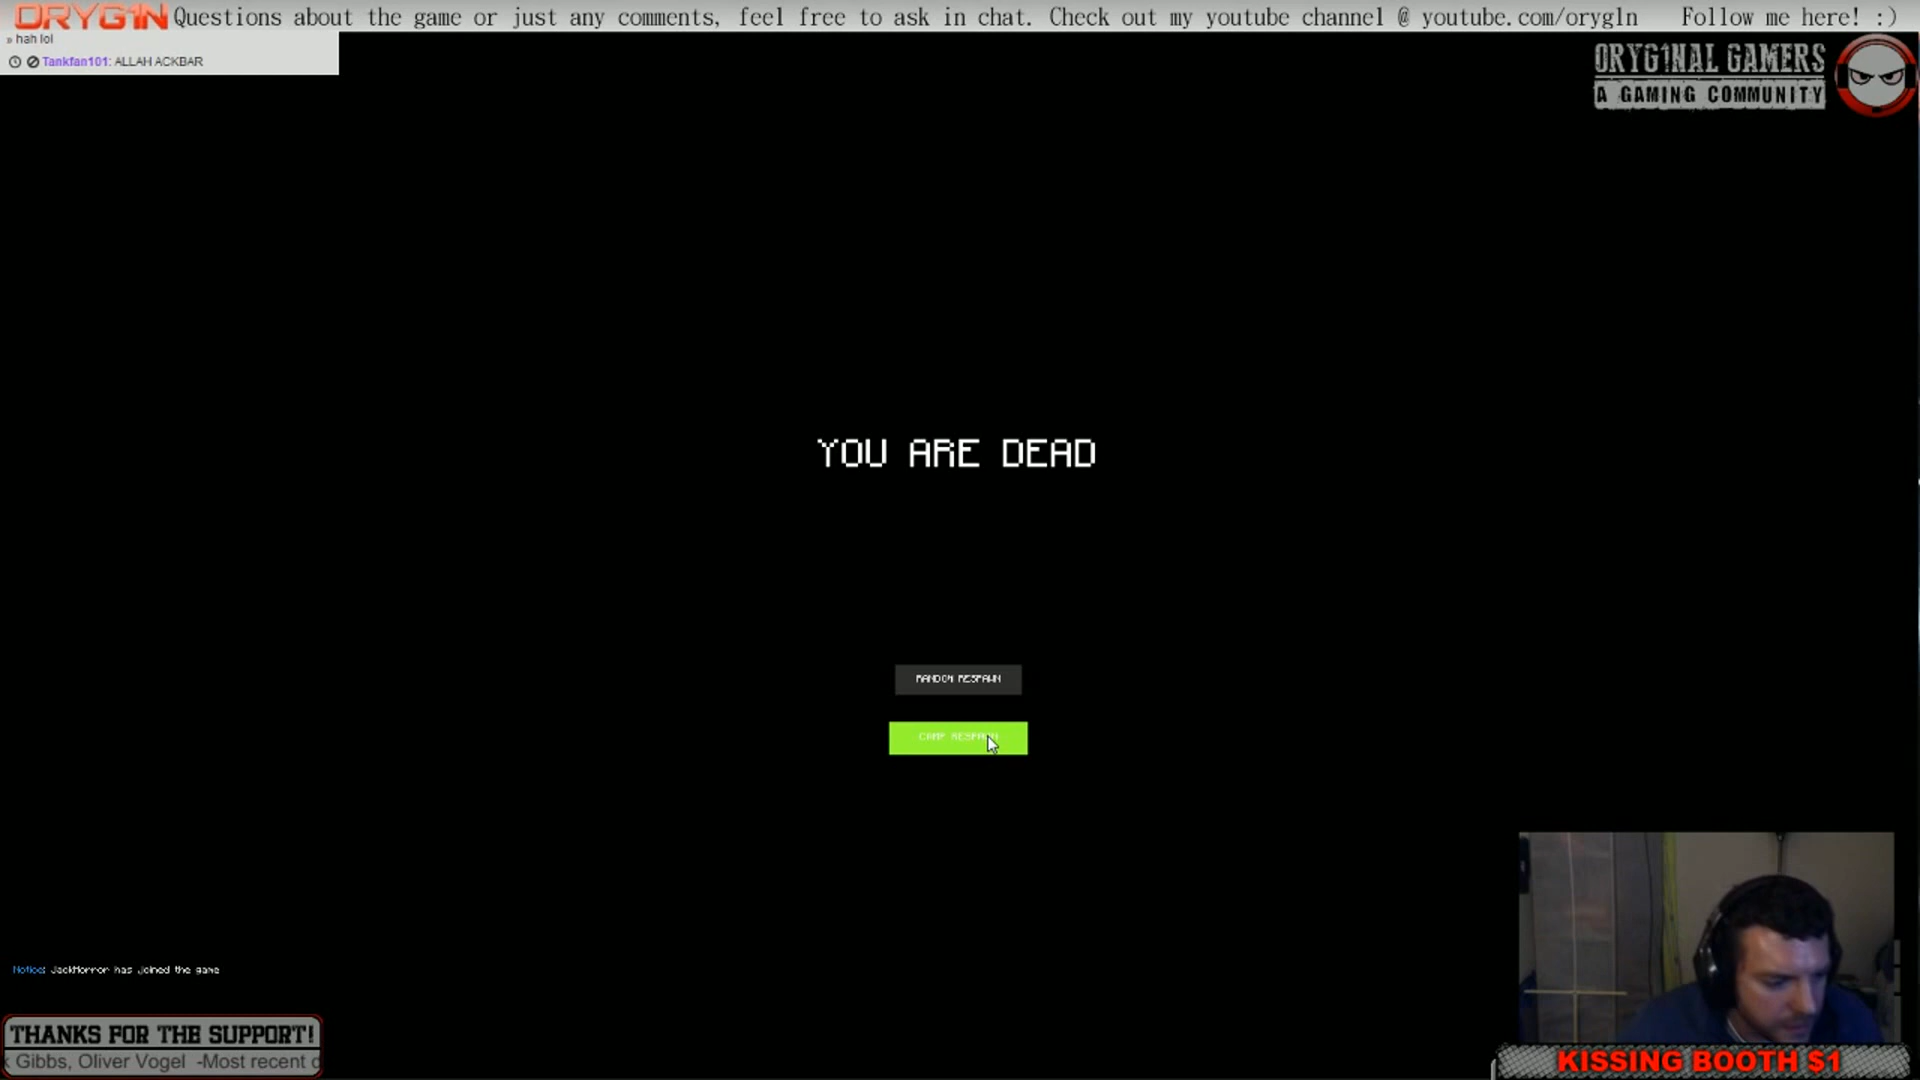 ORYG1N Questions about the game or just any comments, feel free to ask in chat. Check out my youtube channel @ youtube.com/oryg1n Follow me here! :)
» hah lol
Tankfan101: ALLAH ACKBAR
ORYG1NAL GAMERS
A GAMING COMMUNITY
YOU ARE DEAD
RANDOM RESPAWN
CAMP RESPAWN
Notice: JackHorror has joined the game
THANKS FOR THE SUPPORT!
Gibbs, Oliver Vogel -Most recent
KISSING BOOTH $1